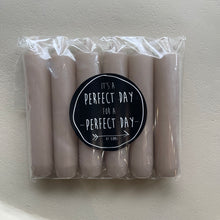 IT'S A
PERFECT DAY
FOR A
- PERFECT DAY -